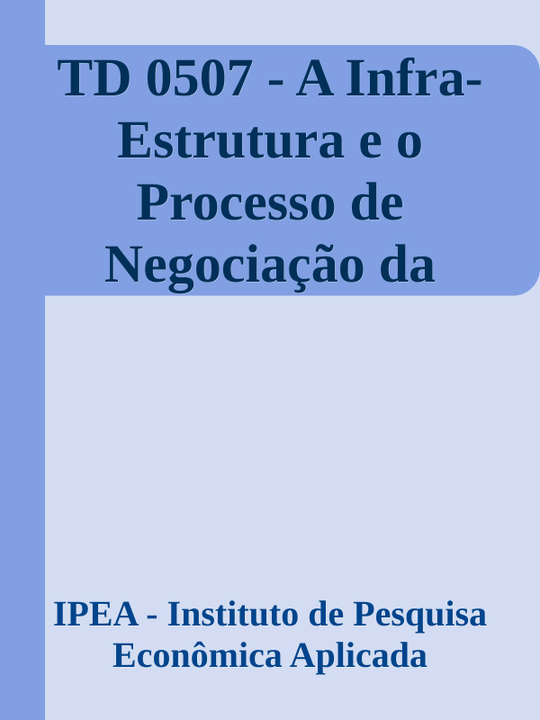 TD 0507 - A Infra-
Estrutura e o
Processo de
Negociação da
IPEA - Instituto de Pesquisa
Econômica Aplicada